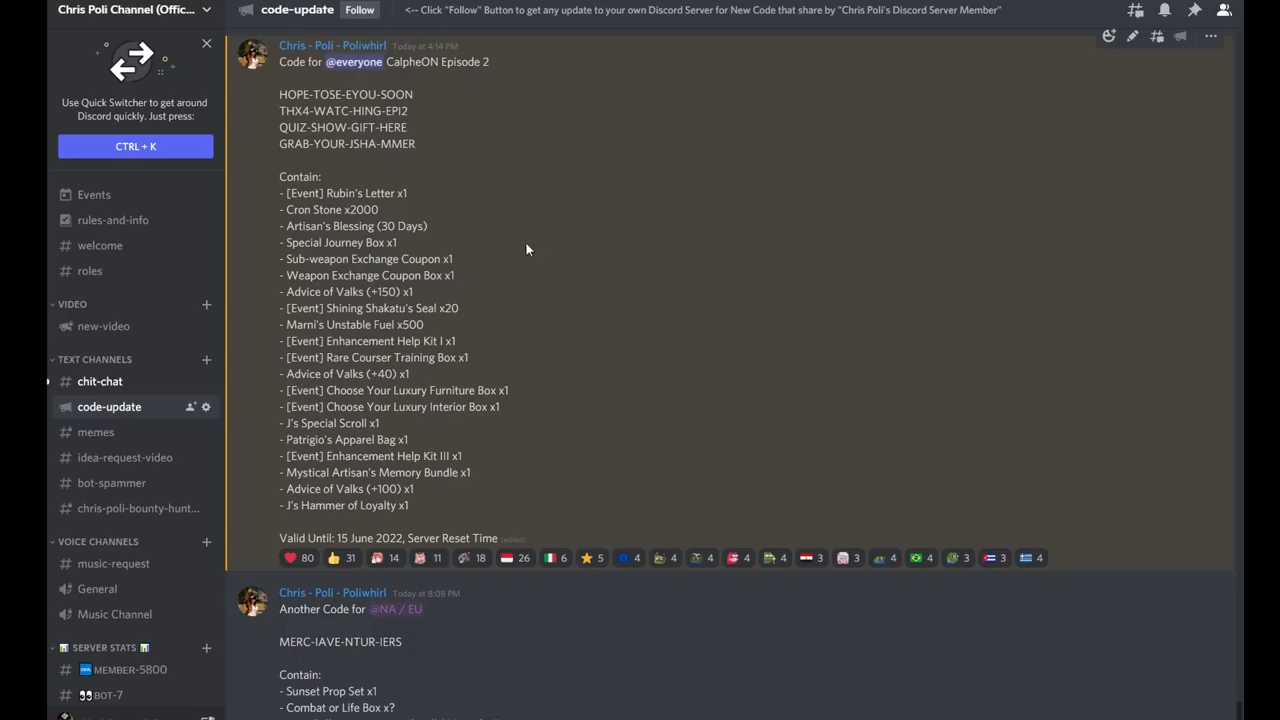 Chris Poli Channel (Offic...
code-update
Follow
<-- Click "Follow" Button to get any update to your own Discord Server for New Code that share by "Chris Poli's Discord Server Member"
Use Quick Switcher to get around
Discord quickly. Just press:
CTRL + K
Events
rules-and-info
welcome
roles
VIDEO
new-video
TEXT CHANNELS
chit-chat
code-update
memes
idea-request-video
bot-spammer
chris-poli-bounty-hunt...
VOICE CHANNELS
music-request
General
Music Channel
SERVER STATS
MEMBER-5800
BOT-7
Chris - Poli - Poliwhirl Today at 4:14 PM
Code for @everyone CalpheON Episode 2
HOPE-TOSE-EYOU-SOON
THX4-WATC-HING-EPI2
QUIZ-SHOW-GIFT-HERE
GRAB-YOUR-JSHA-MMER
Contain:
- [Event] Rubin's Letter x1
- Cron Stone x2000
- Artisan's Blessing (30 Days)
- Special Journey Box x1
- Sub-weapon Exchange Coupon x1
- Weapon Exchange Coupon Box x1
- Advice of Valks (+150) x1
- [Event] Shining Shakatu's Seal x20
- Marni's Unstable Fuel x500
- [Event] Enhancement Help Kit I x1
- [Event] Rare Courser Training Box x1
- Advice of Valks (+40) x1
- [Event] Choose Your Luxury Furniture Box x1
- [Event] Choose Your Luxury Interior Box x1
- J's Special Scroll x1
- Patrigio's Apparel Bag x1
- [Event] Enhancement Help Kit III x1
- Mystical Artisan's Memory Bundle x1
- Advice of Valks (+100) x1
- J's Hammer of Loyalty x1
Valid Until: 15 June 2022, Server Reset Time (edited)
80 31 14 11 18 26 6 5 4 4 4 4 4 3 3 4 4 3 3 4
Chris - Poli - Poliwhirl Today at 8:08 PM
Another Code for @NA / EU
MERC-IAVE-NTUR-IERS
Contain:
- Sunset Prop Set x1
- Combat or Life Box x?